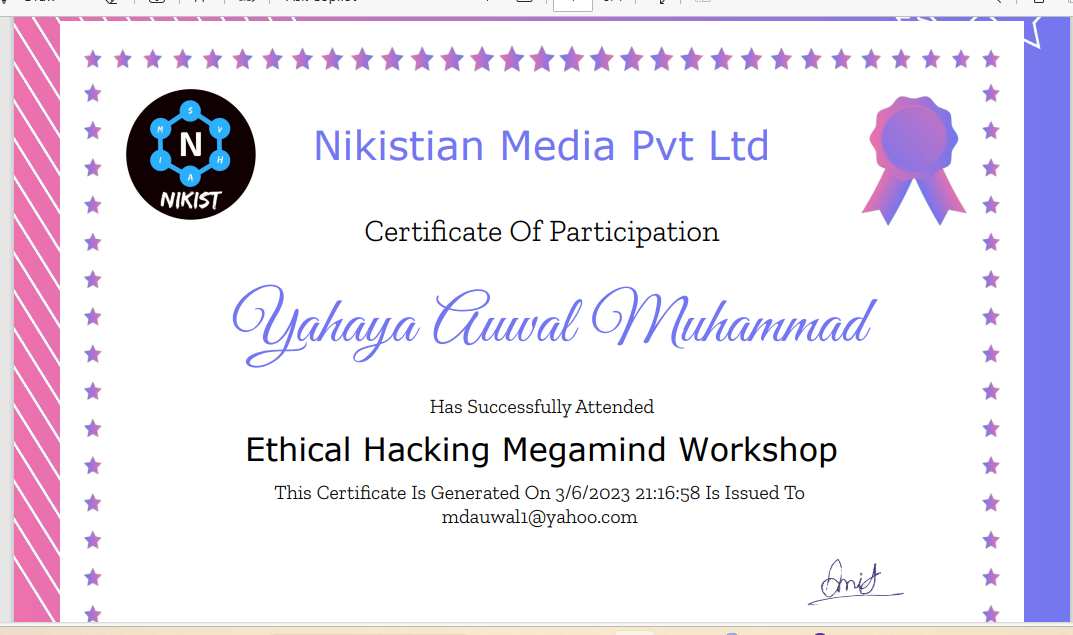 Nikistian Media Pvt Ltd
S
M V
N
I H
A
NIKIST
Certificate Of Participation
Yahaya Auwal Muhammad
Has Successfully Attended
Ethical Hacking Megamind Workshop
This Certificate Is Generated On 3/6/2023 21:16:58 Is Issued To
mdauwal1@yahoo.com
Amit